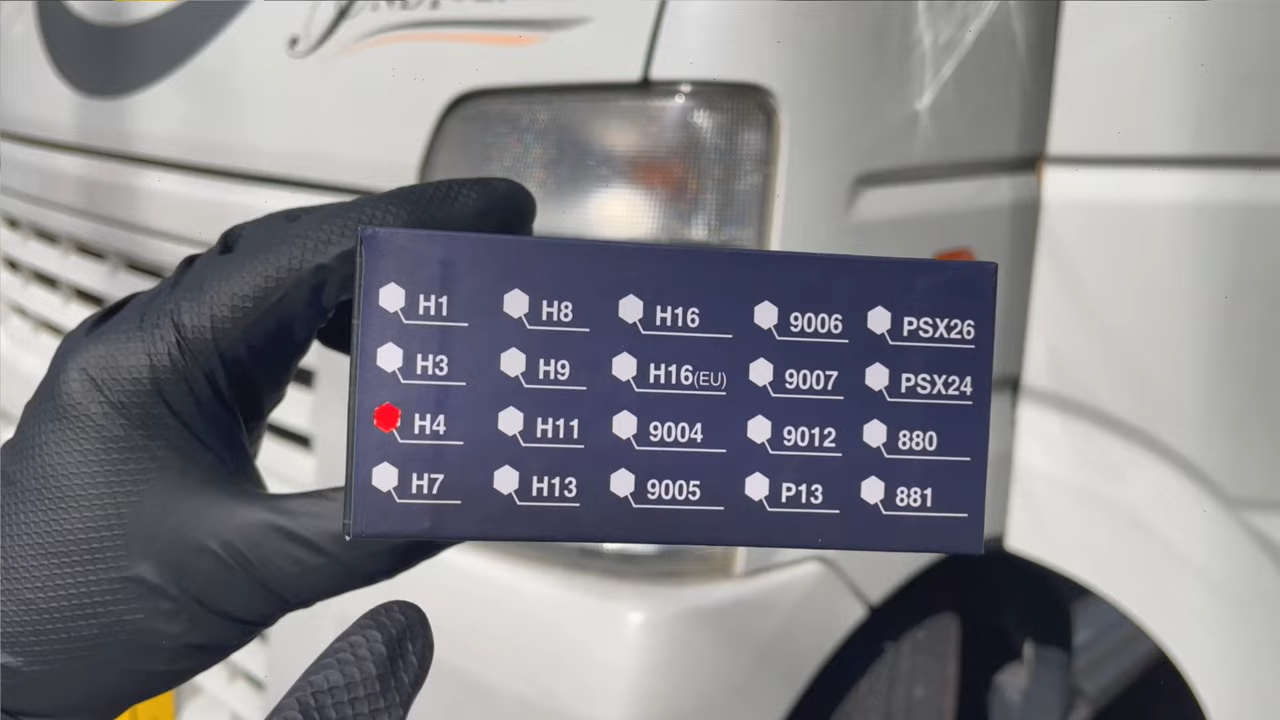 H1 H8 H16 9006 PSX26
H3 H9 H16(EU) 9007 PSX24
H4 H11 9004 9012 880
H7 H13 9005 P13 881